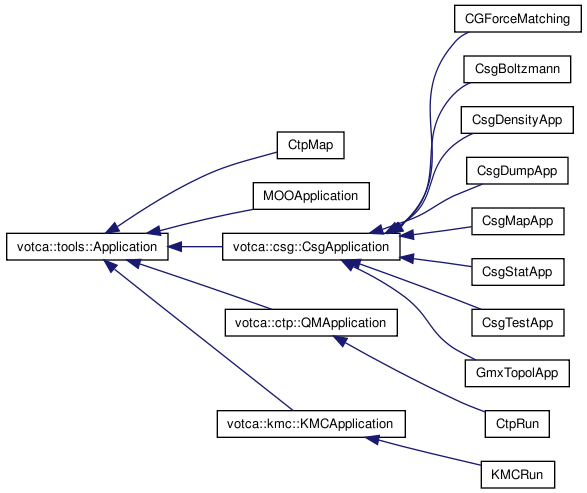 CGForceMatching
CsgBoltzmann
CsgDensityApp
CtpMap
CsgDumpApp
MOOApplication
CsgMapApp
votca::tools::Application
votca::csg::CsgApplication
CsgStatApp
votca::ctp::QMApplication
CsgTestApp
GmxTopolApp
votca::kmc::KMCApplication
CtpRun
KMCRun